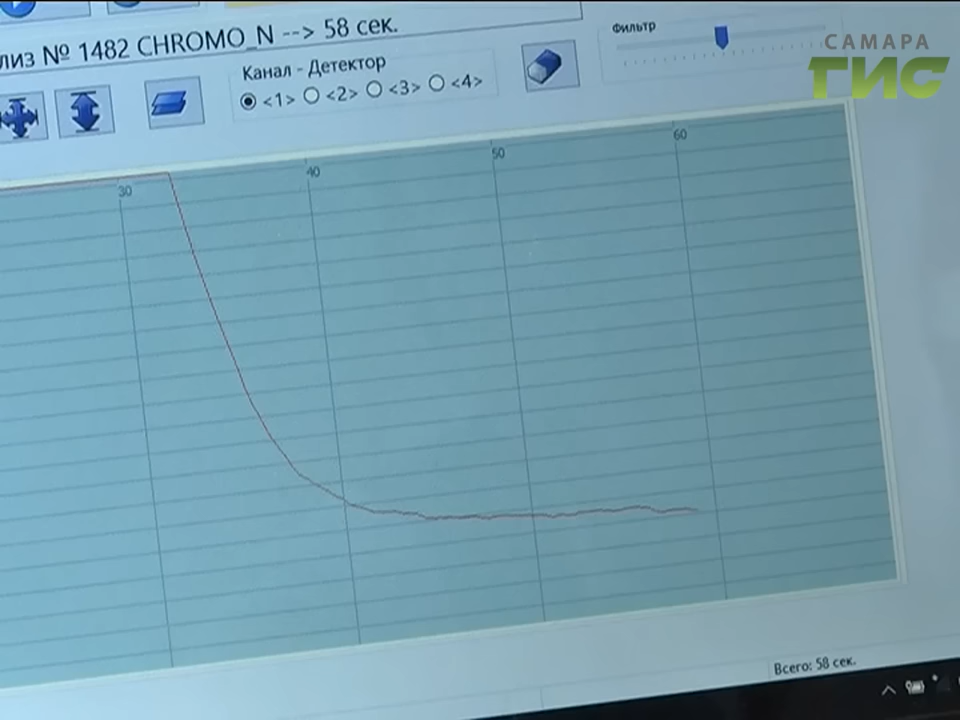 лиз № 1482 CHROMO_N --> 58 сек.
Фильтр
САМАРА
ГИС
Канал - Детектор
<1> <2> <3> <4>
30 40 50 60
Всего: 58 сек.